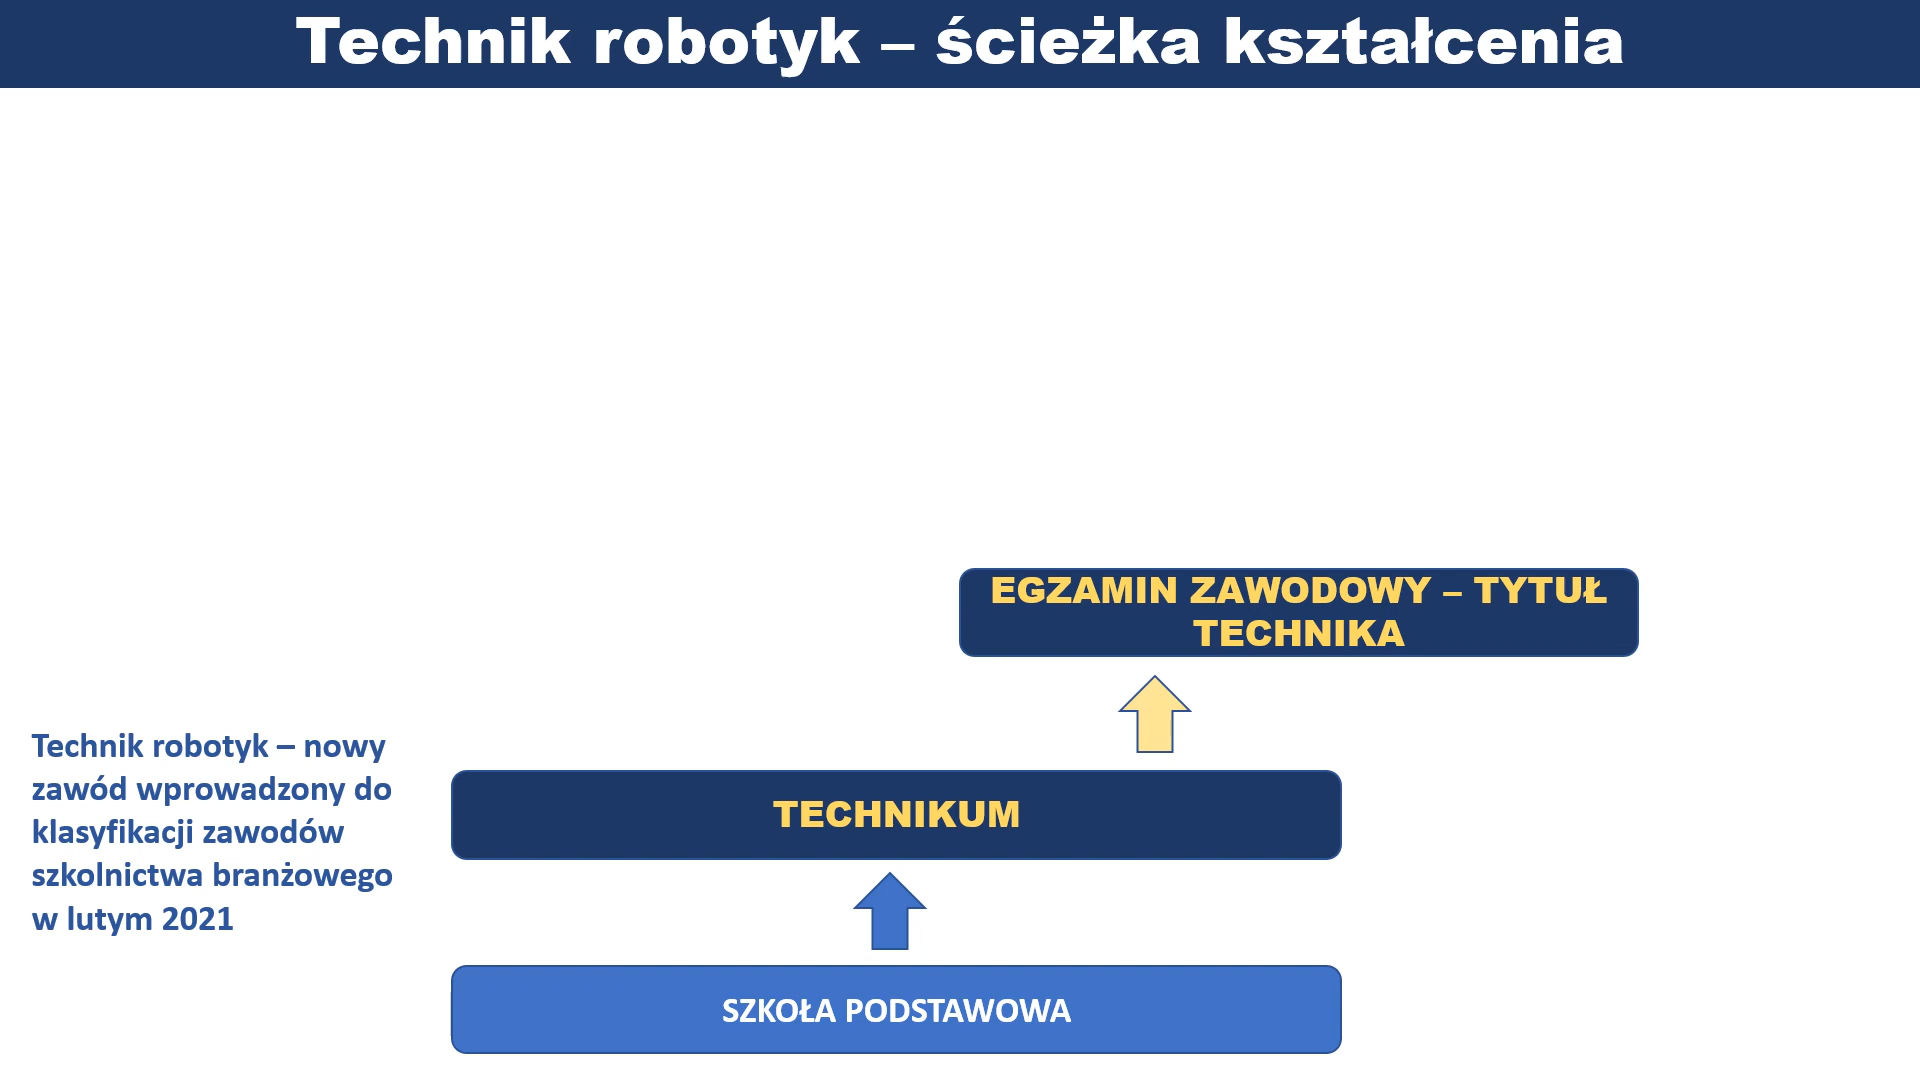 Technik robotyk – ścieżka kształcenia
EGZAMIN ZAWODOWY – TYTUŁ
TECHNIKA
Technik robotyk – nowy
zawód wprowadzony do
klasyfikacji zawodów
szkolnictwa branżowego
w lutym 2021
TECHNIKUM
SZKOŁA PODSTAWOWA